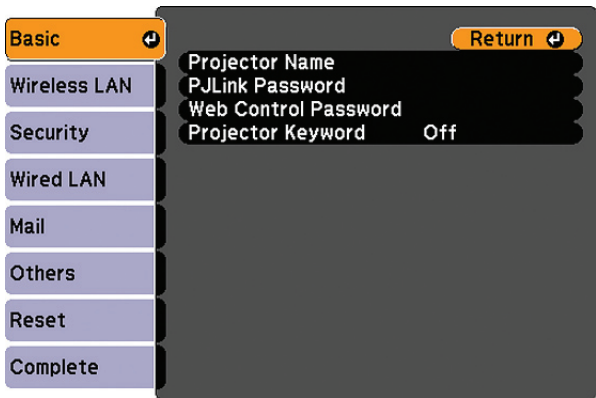 Basic
Wireless LAN
Security
Wired LAN
Mail
Others
Reset
Complete
Return
Projector Name
PJLink Password
Web Control Password
Projector Keyword Off